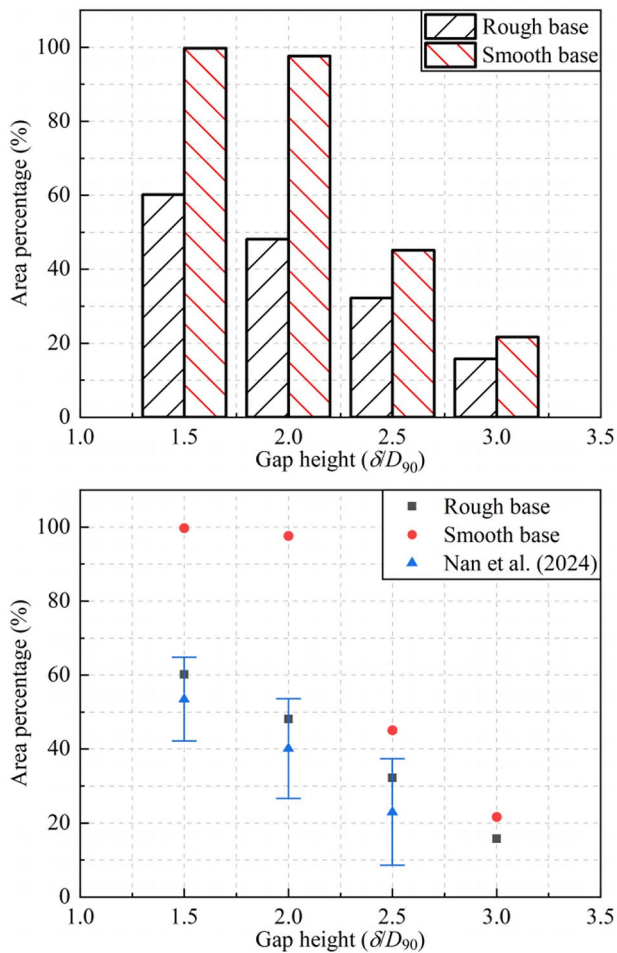 Rough base
Smooth base
100
80
60
40
20
0
Area percentage (%)
1.0 1.5 2.0 2.5 3.0 3.5
Gap height (δ/D90)
Rough base
Smooth base
Nan et al. (2024)
100
80
60
40
20
0
Area percentage (%)
1.0 1.5 2.0 2.5 3.0 3.5
Gap height (δ/D90)